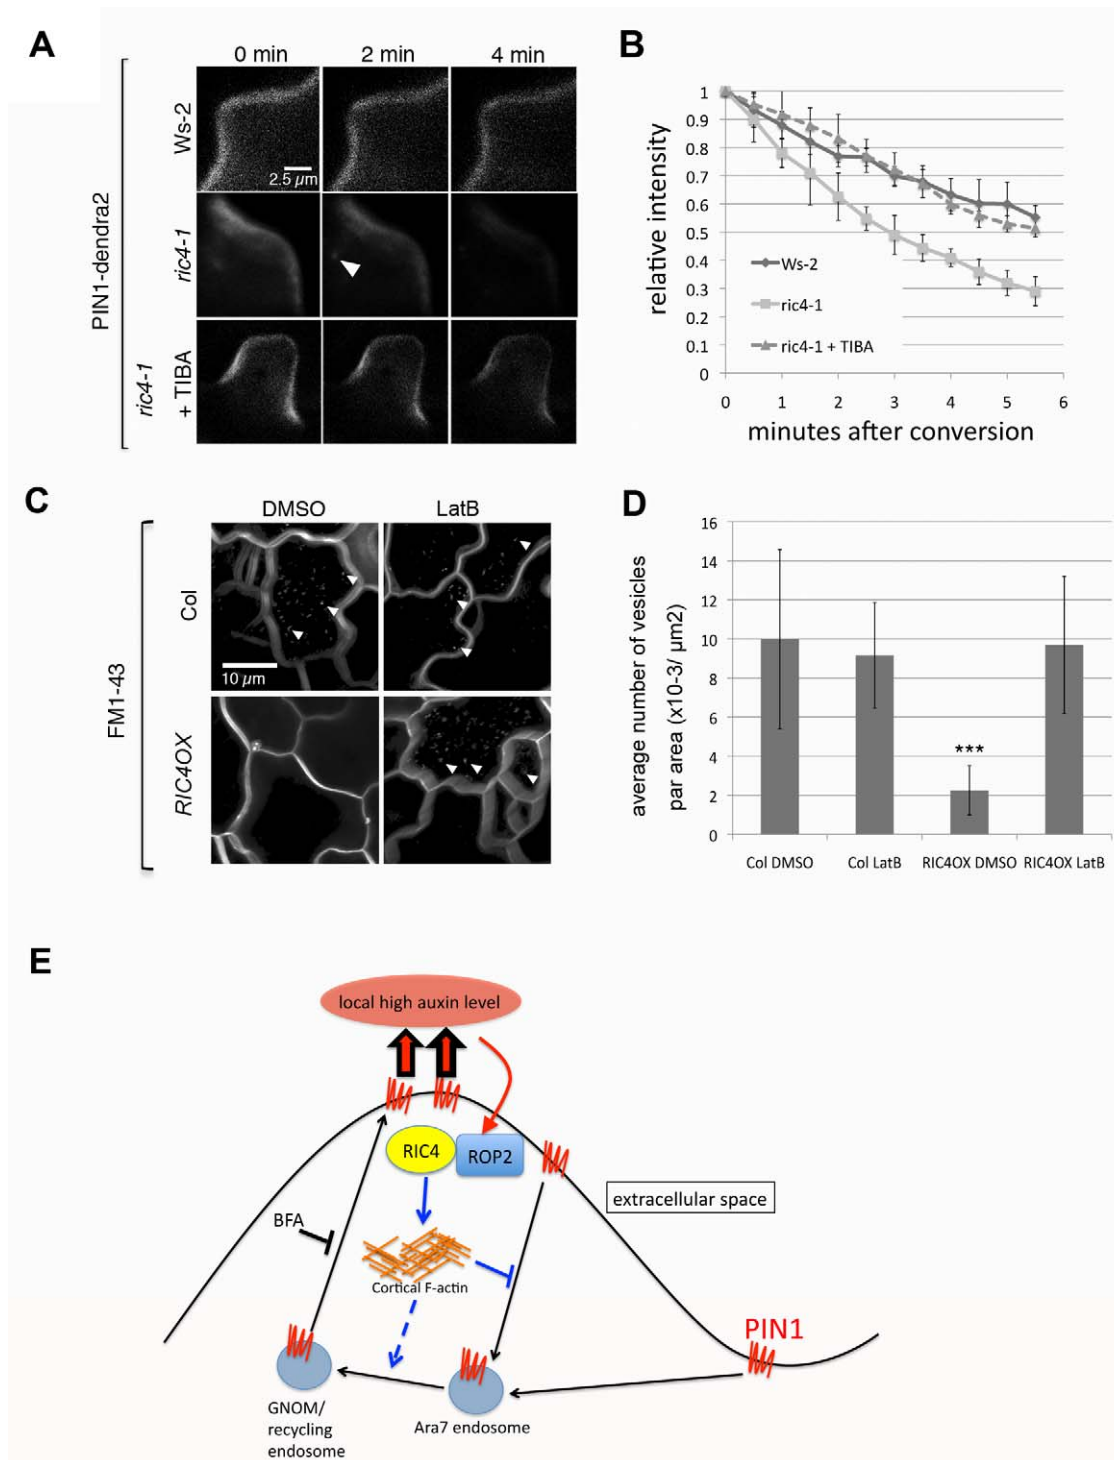 A
0 min 2 min 4 min
PIN1-dendra2
Ws-2
2.5 µm
ric4-1
ric4-1
+ TIBA
B
relative intensity
1
0.9
0.8
0.7
0.6
0.5
0.4
0.3
0.2
0.1
0
Ws-2
ric4-1
ric4-1 + TIBA
0 1 2 3 4 5 6
minutes after conversion
C
DMSO LatB
FM1-43
Col
10 µm
RIC4OX
D
average number of vesicles
par area (x10-3/ µm2)
16
14
12
10
8
6
4
2
0
***
Col DMSO Col LatB RIC4OX DMSO RIC4OX LatB
E
local high auxin level
RIC4 ROP2
extracellular space
BFA
Cortical F-actin
PIN1
GNOM/
recycling
endosome
Ara7 endosome